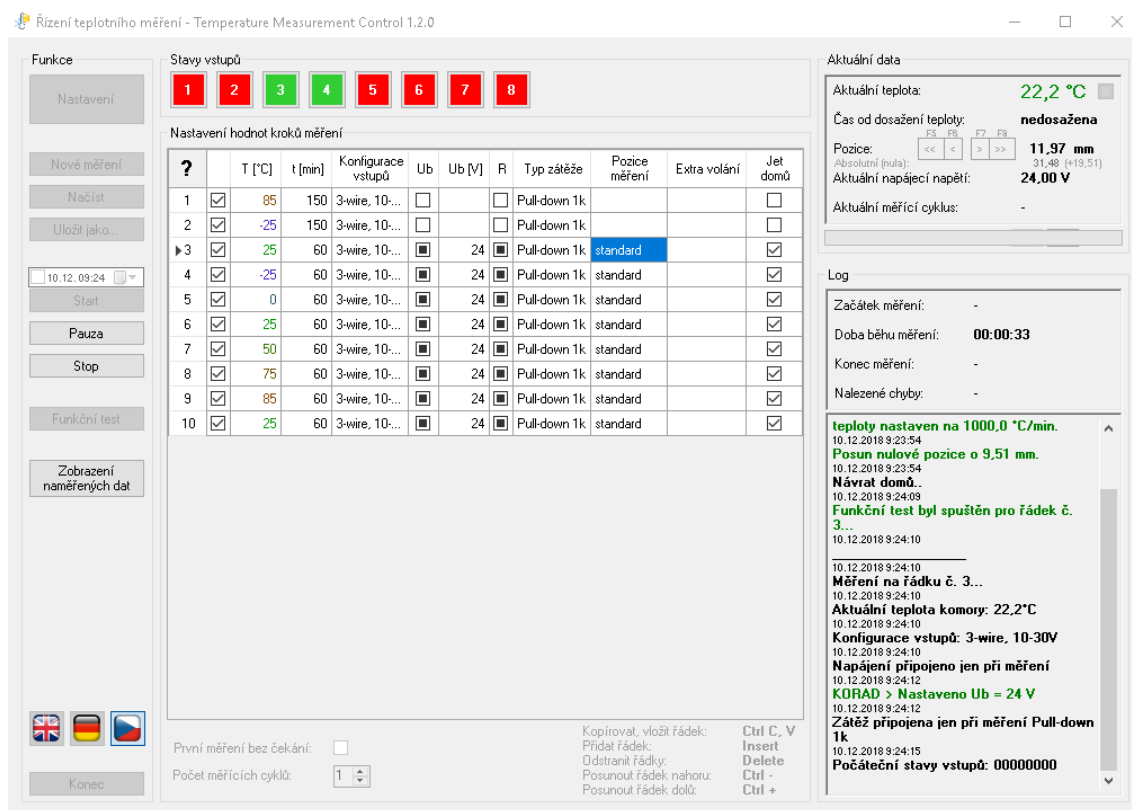 Řízení teplotního měření - Temperature Measurement Control 1.2.0
Funkce
Nastavení
Nové měření
Načíst
Uložit jako...
10.12. 09:24
Start
Pauza
Stop
Funkční test
Zobrazení
naměřených dat
Konec
Stavy vstupů
1 2 3 4 5 6 7 8
Nastavení hodnot kroků měření
? T [°C] t [min] Konfigurace vstupů Ub Ub [V] R Typ zátěže Pozice měření Extra volání Jet domů
1 85 150 3-wire, 10-... Pull-down 1k
2 -25 150 3-wire, 10-... Pull-down 1k
3 25 60 3-wire, 10-... 24 Pull-down 1k standard
4 -25 60 3-wire, 10-... 24 Pull-down 1k standard
5 0 60 3-wire, 10-... 24 Pull-down 1k standard
6 25 60 3-wire, 10-... 24 Pull-down 1k standard
7 50 60 3-wire, 10-... 24 Pull-down 1k standard
8 75 60 3-wire, 10-... 24 Pull-down 1k standard
9 85 60 3-wire, 10-... 24 Pull-down 1k standard
10 25 60 3-wire, 10-... 24 Pull-down 1k standard
První měření bez čekání:
Počet měřících cyklů: 1
Kopírovat, vložit řádek: Ctrl C, V
Přidat řádek: Insert
Odstranit řádky: Delete
Posunout řádek nahoru: Ctrl -
Posunout řádek dolů: Ctrl +
Aktuální data
Aktuální teplota: 22,2 °C
Čas od dosažení teploty: nedosažena
F5 F6 F7 F8
Pozice: << < > >> 11,97 mm
Absolutní (nula): 31,48 (+19,51)
Aktuální napájecí napětí: 24,00 V
Aktuální měřící cyklus: -
Log
Začátek měření: -
Doba běhu měření: 00:00:33
Konec měření: -
Nalezené chyby: -
teploty nastaven na 1000,0 °C/min.
10.12.2018 9:23:54
Posun nulové pozice o 9,51 mm.
10.12.2018 9:23:54
Návrat domů..
10.12.2018 9:24:09
Funkční test byl spuštěn pro řádek č.
3...
10.12.2018 9:24:10
____________________
10.12.2018 9:24:10
Měření na řádku č. 3...
10.12.2018 9:24:10
Aktuální teplota komory: 22,2°C
10.12.2018 9:24:10
Konfigurace vstupů: 3-wire, 10-30V
10.12.2018 9:24:10
Napájení připojeno jen při měření
10.12.2018 9:24:12
KORAD > Nastaveno Ub = 24 V
10.12.2018 9:24:12
Zátěž připojena jen při měření Pull-down
1k
10.12.2018 9:24:15
Počáteční stavy vstupů: 00000000